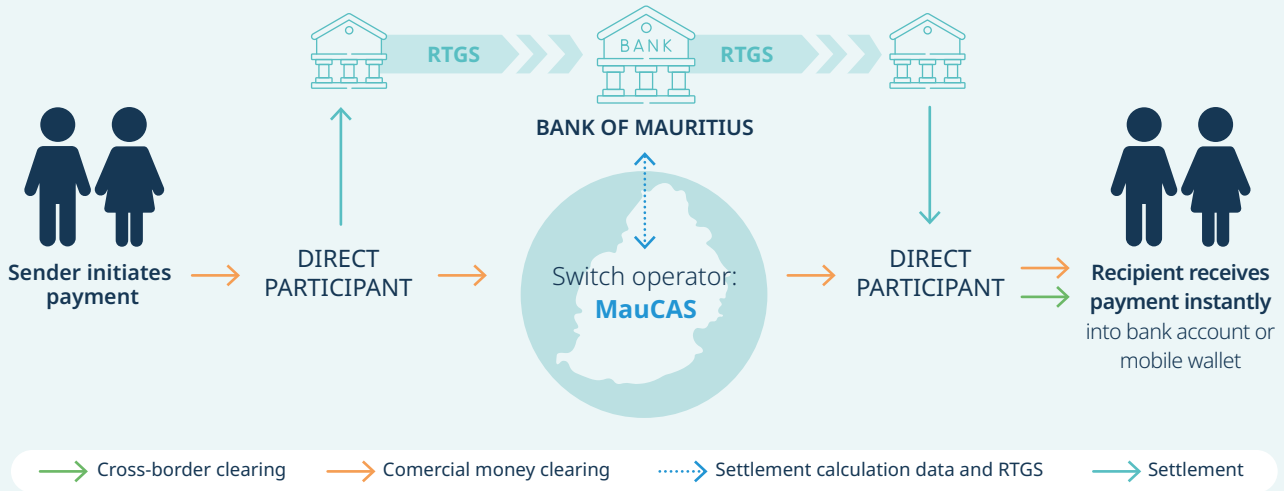 RTGS
BANK
RTGS
BANK OF MAURITIUS
Sender initiates
payment
DIRECT
PARTICIPANT
Switch operator:
MauCAS
DIRECT
PARTICIPANT
Recipient receives
payment instantly
into bank account or
mobile wallet
Cross-border clearing
Comercial money clearing
Settlement calculation data and RTGS
Settlement